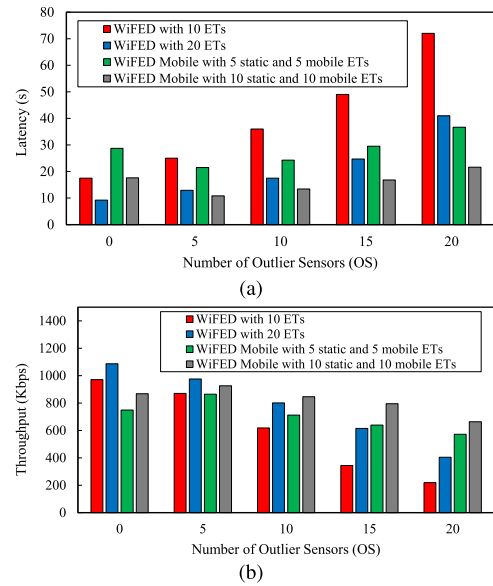 80
70
60
50
40
30
20
10
0
Latency (s)
WiFED with 10 ETs
WiFED with 20 ETs
WiFED Mobile with 5 static and 5 mobile ETs
WiFED Mobile with 10 static and 10 mobile ETs
0 5 10 15 20
Number of Outlier Sensors (OS)
(a)
1400
1200
1000
800
600
400
200
0
Throughput (Kbps)
WiFED with 10 ETs
WiFED with 20 ETs
WiFED Mobile with 5 static and 5 mobile ETs
WiFED Mobile with 10 static and 10 mobile ETs
0 5 10 15 20
Number of Outlier Sensors (OS)
(b)